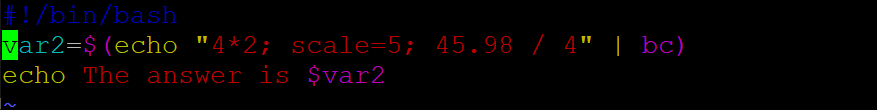 #!/bin/bash
var2=$(echo "4*2; scale=5; 45.98 / 4" | bc)
echo The answer is $var2
~